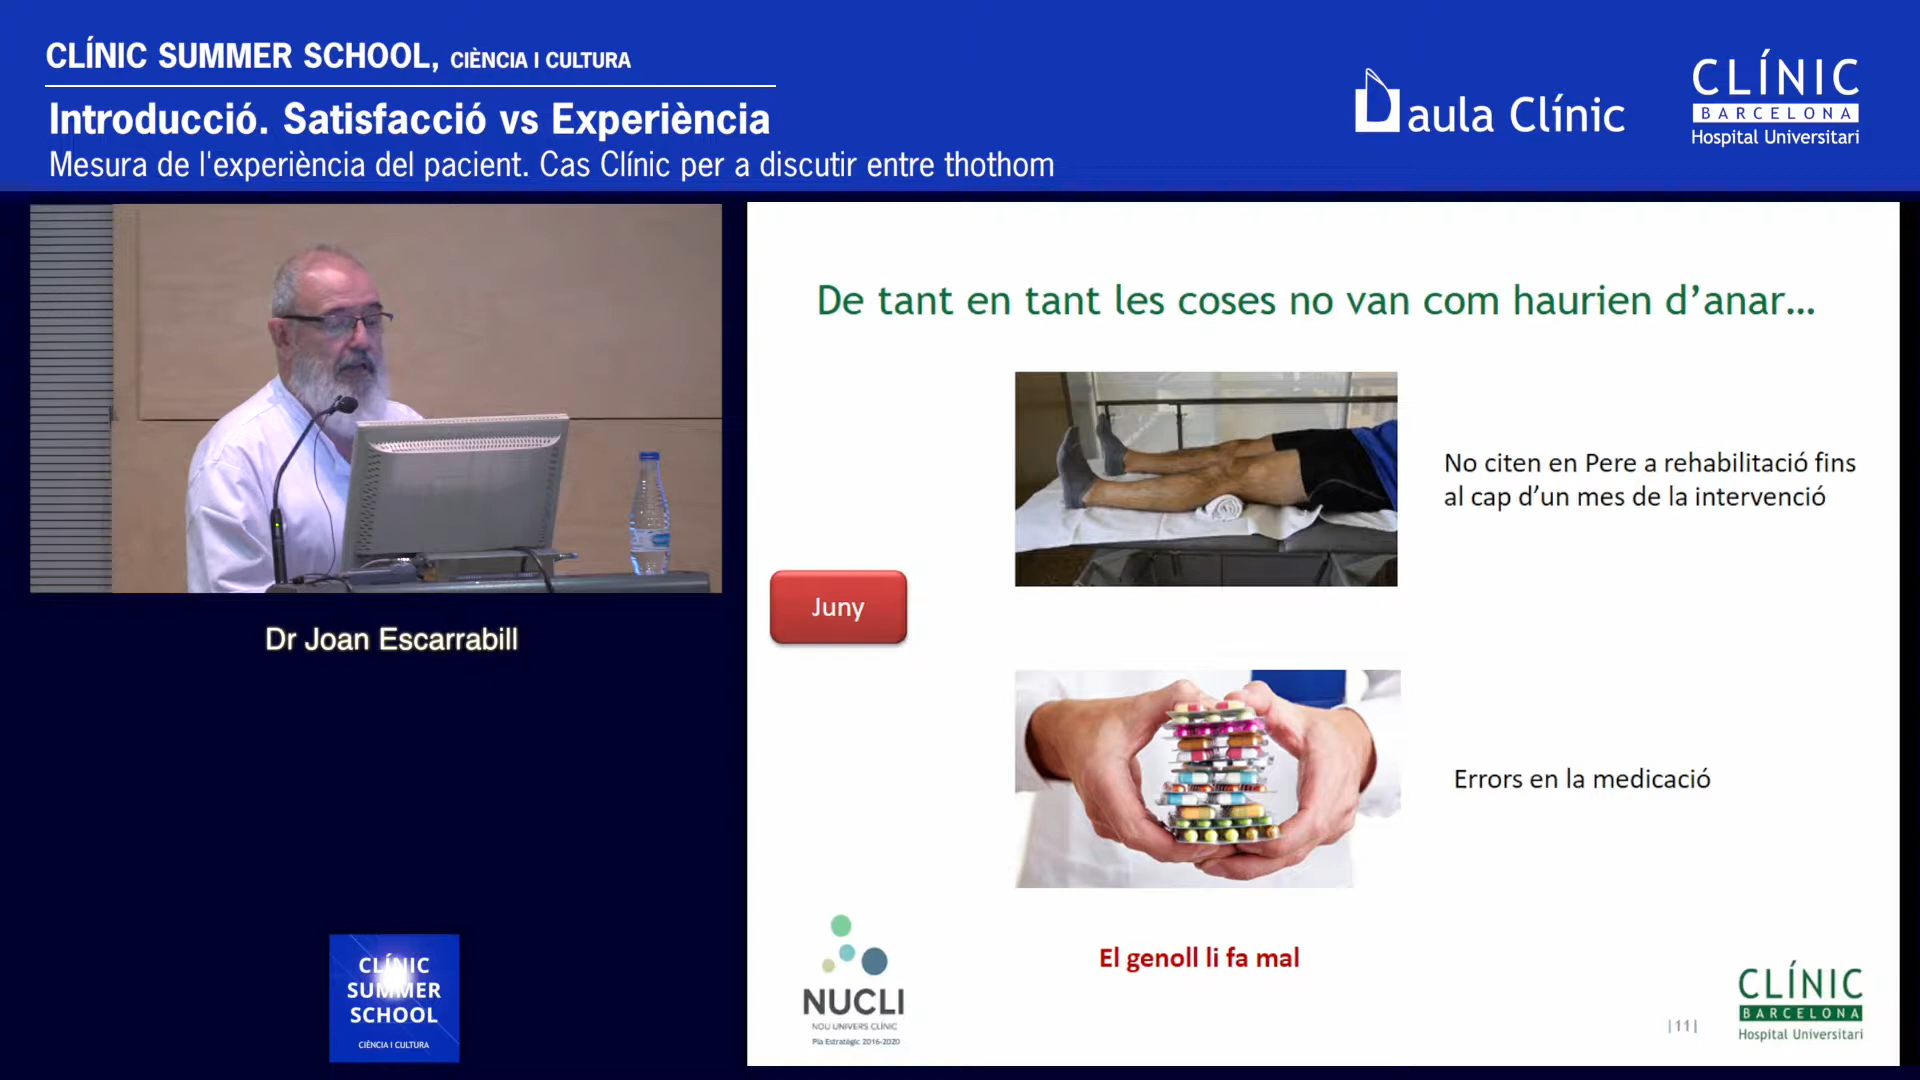 CLÍNIC SUMMER SCHOOL, CIÈNCIA I CULTURA
Introducció. Satisfacció vs Experiència
Mesura de l'experiència del pacient. Cas Clínic per a discutir entre thothom
aula Clínic
CLÍNIC
BARCELONA
Hospital Universitari
De tant en tant les coses no van com haurien d’anar...
No citen en Pere a rehabilitació fins
al cap d’un mes de la intervenció
Juny
Errors en la medicació
El genoll li fa mal
Dr Joan Escarrabill
CLÍNIC
SUMMER
SCHOOL
CIÈNCIA I CULTURA
NUCLI
NOU UNIVERS CLÍNIC
Pla Estratègic 2016-2020
|11|
CLÍNIC
BARCELONA
Hospital Universitari